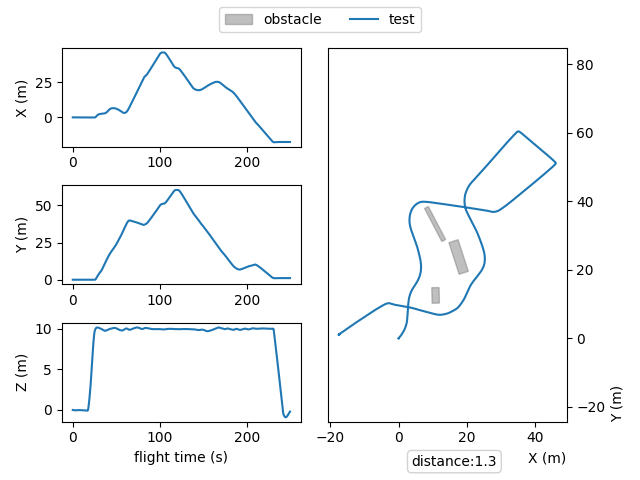 obstacle test
X (m)
25
0
0 100 200
Y (m)
50
25
0
0 100 200
Z (m)
10
5
0
0 100 200
flight time (s)
80
60
40
20
0
−20
Y (m)
−20 0 20 40
X (m)
distance:1.3